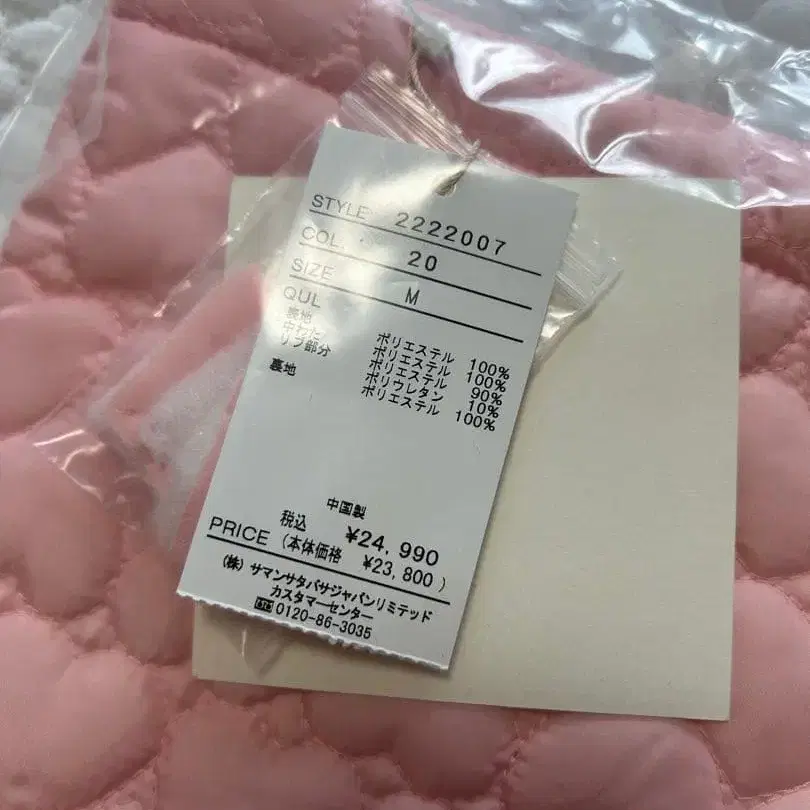 STYLE 2222007
COL. 20
SIZE M
QUL
表地 ポリエステル 100%
中わた ポリエステル 100%
リブ部分 ポリエステル 90%
ポリウレタン 10%
裏地 ポリエステル 100%
中国製
税込 ¥24,990
PRICE (本体価格 ¥23,800)
(株) サマンサタバサジャパンリミテッド
カスタマーセンター
0120-86-3035